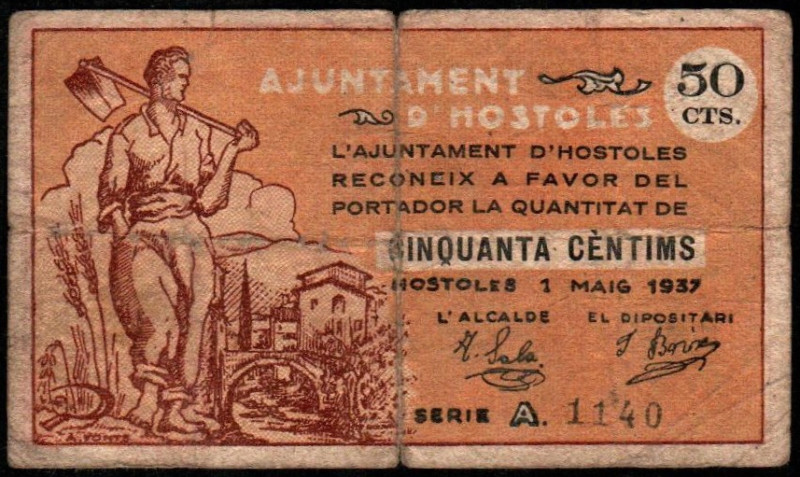 AJUNTAMENT
D'HOSTOLES
50
CTS.
L'AJUNTAMENT D'HOSTOLES
RECONEIX A FAVOR DEL
PORTADOR LA QUANTITAT DE
CINQUANTA CÈNTIMS
HOSTOLES 1 MAIG 1937
L'ALCALDE EL DIPOSITARI
A. Sala
SERIE A. 1140